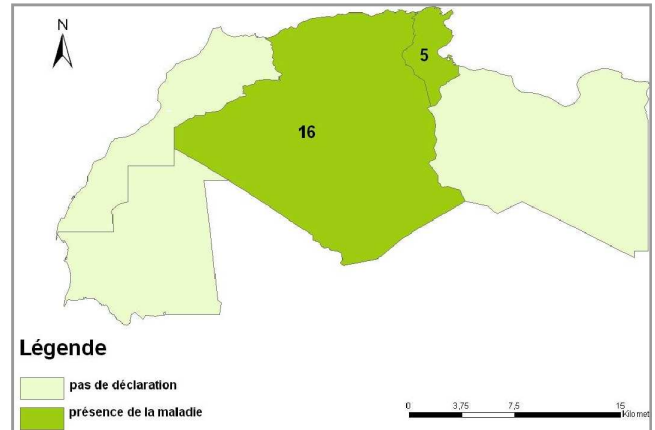 N
5
16
Légende
pas de déclaration
présence de la maladie
0 3,75 7,5 15
Kilomet